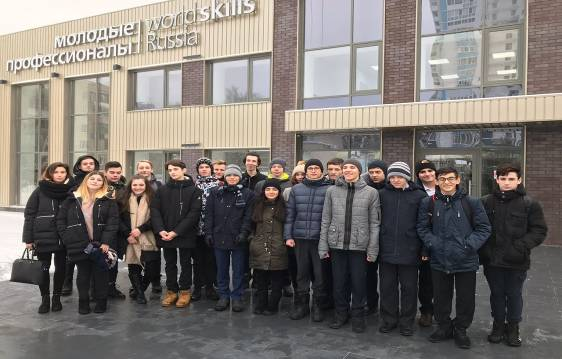 молодые
профессионалы
worldskills
Russia